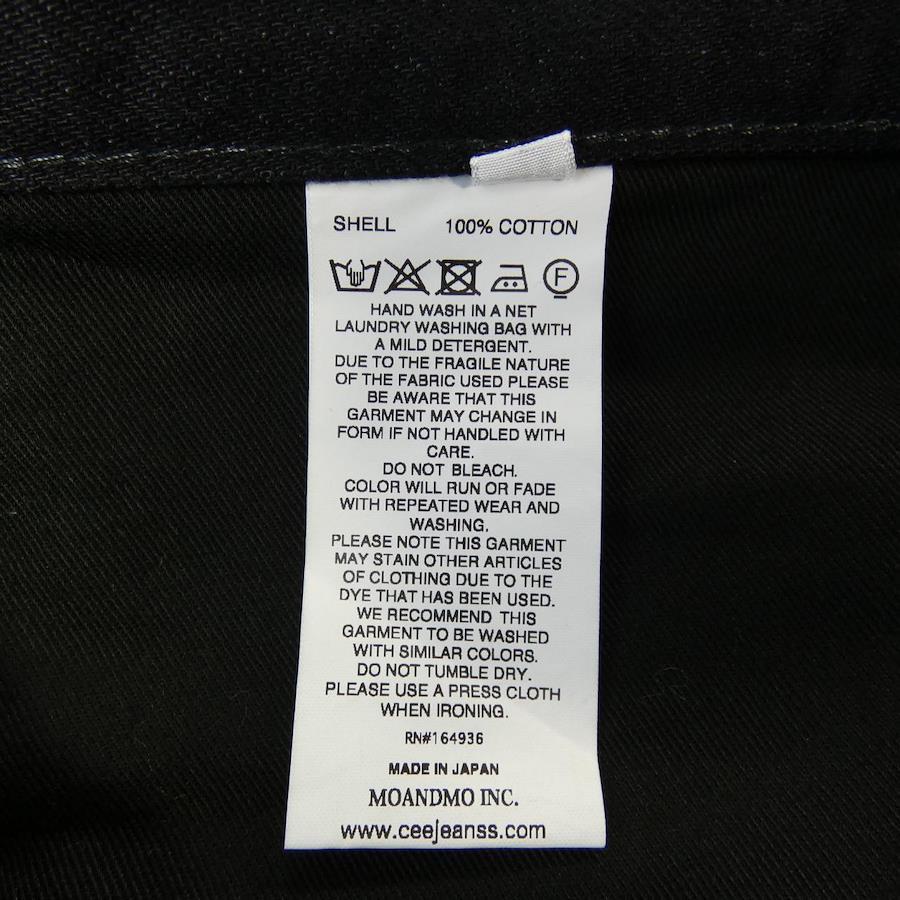 SHELL 100% COTTON
F
HAND WASH IN A NET
LAUNDRY WASHING BAG WITH
A MILD DETERGENT.
DUE TO THE FRAGILE NATURE
OF THE FABRIC USED PLEASE
BE AWARE THAT THIS
GARMENT MAY CHANGE IN
FORM IF NOT HANDLED WITH
CARE.
DO NOT BLEACH.
COLOR WILL RUN OR FADE
WITH REPEATED WEAR AND
WASHING.
PLEASE NOTE THIS GARMENT
MAY STAIN OTHER ARTICLES
OF CLOTHING DUE TO THE
DYE THAT HAS BEEN USED.
WE RECOMMEND THIS
GARMENT TO BE WASHED
WITH SIMILAR COLORS.
DO NOT TUMBLE DRY.
PLEASE USE A PRESS CLOTH
WHEN IRONING.
RN#164936
MADE IN JAPAN
MOANDMO INC.
www.ceejeanss.com